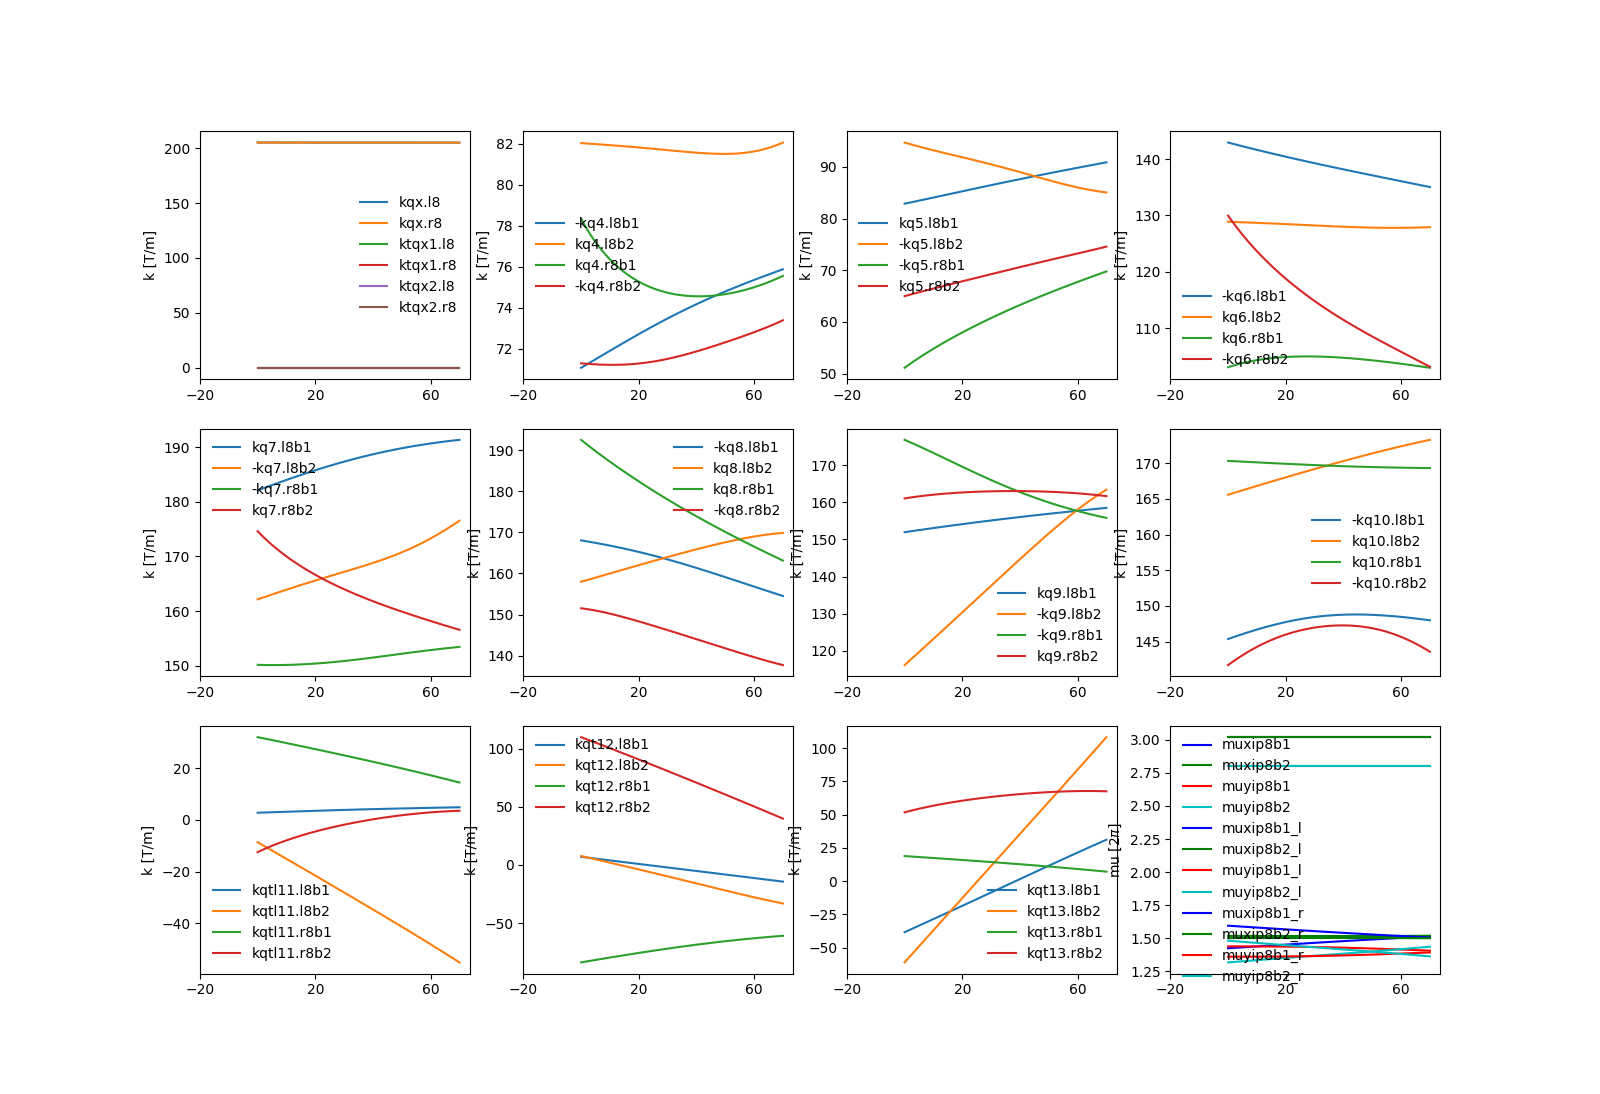 200
150
100
50
0
k [T/m]
kqx.l8
kqx.r8
ktqx1.l8
ktqx1.r8
ktqx2.l8
ktqx2.r8
−20
20
60
82
80
78
76
74
72
k [T/m]
-kq4.l8b1
kq4.l8b2
kq4.r8b1
-kq4.r8b2
−20
20
60
90
80
70
60
50
k [T/m]
kq5.l8b1
-kq5.l8b2
-kq5.r8b1
kq5.r8b2
−20
20
60
140
130
120
110
k [T/m]
-kq6.l8b1
kq6.l8b2
kq6.r8b1
-kq6.r8b2
−20
20
60
190
180
170
160
150
k [T/m]
kq7.l8b1
-kq7.l8b2
-kq7.r8b1
kq7.r8b2
−20
20
60
190
180
170
160
150
140
k [T/m]
-kq8.l8b1
kq8.l8b2
kq8.r8b1
-kq8.r8b2
−20
20
60
170
160
150
140
130
120
k [T/m]
kq9.l8b1
-kq9.l8b2
-kq9.r8b1
kq9.r8b2
−20
20
60
170
165
160
155
150
145
k [T/m]
-kq10.l8b1
kq10.l8b2
kq10.r8b1
-kq10.r8b2
−20
20
60
20
0
−20
−40
k [T/m]
kqtl11.l8b1
kqtl11.l8b2
kqtl11.r8b1
kqtl11.r8b2
−20
20
60
100
50
0
−50
k [T/m]
kqt12.l8b1
kqt12.l8b2
kqt12.r8b1
kqt12.r8b2
−20
20
60
100
75
50
25
0
−25
−50
k [T/m]
kqt13.l8b1
kqt13.l8b2
kqt13.r8b1
kqt13.r8b2
−20
20
60
3.00
2.75
2.50
2.25
2.00
1.75
1.50
1.25
mu [2π]
muxip8b1
muxip8b2
muyip8b1
muyip8b2
muxip8b1_l
muxip8b2_l
muyip8b1_l
muyip8b2_l
muxip8b1_r
muxip8b2_r
muyip8b1_r
muyip8b2_r
−20
20
60